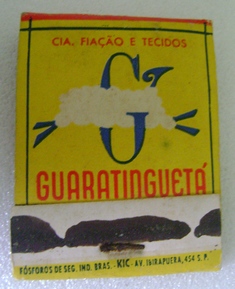 CIA. FIAÇÃO E TECIDOS
G
GUARATINGUETÁ
FÓSFOROS DE SEG. IND. BRAS. - KIC - AV. IBIRAPUERA, 454 S. P.